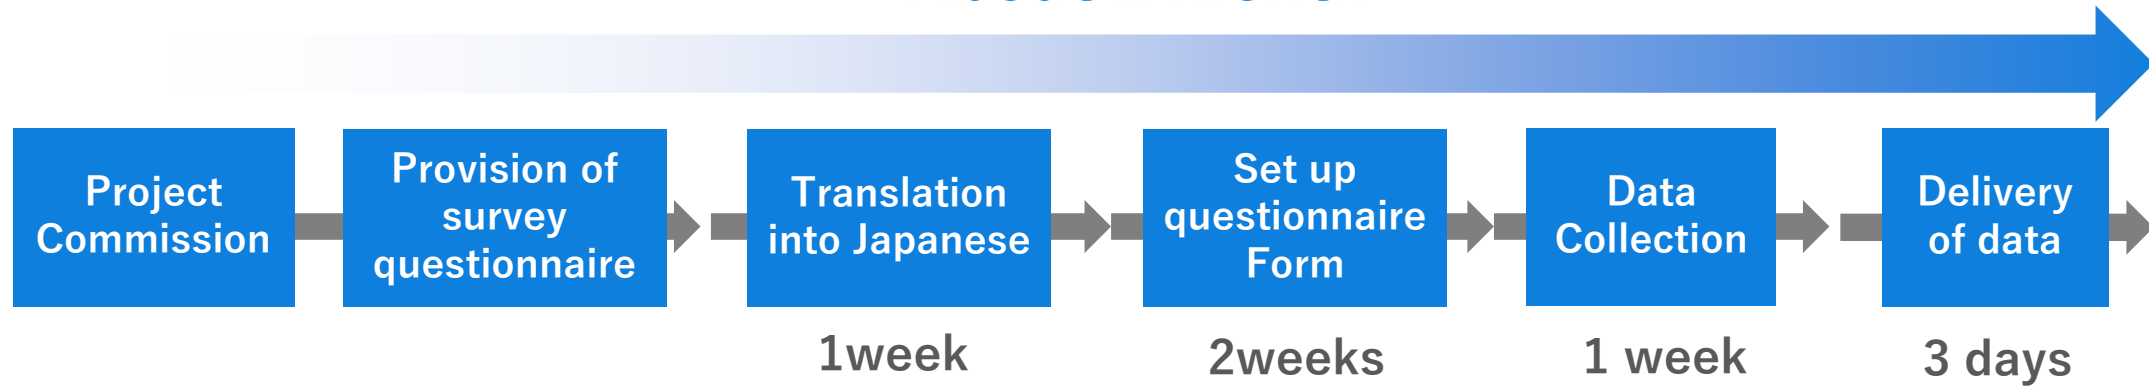 Project
Commission
Provision of
survey
questionnaire
Translation
into Japanese
Set up
questionnaire
Form
Data
Collection
Delivery
of data
1week
2weeks
1 week
3 days